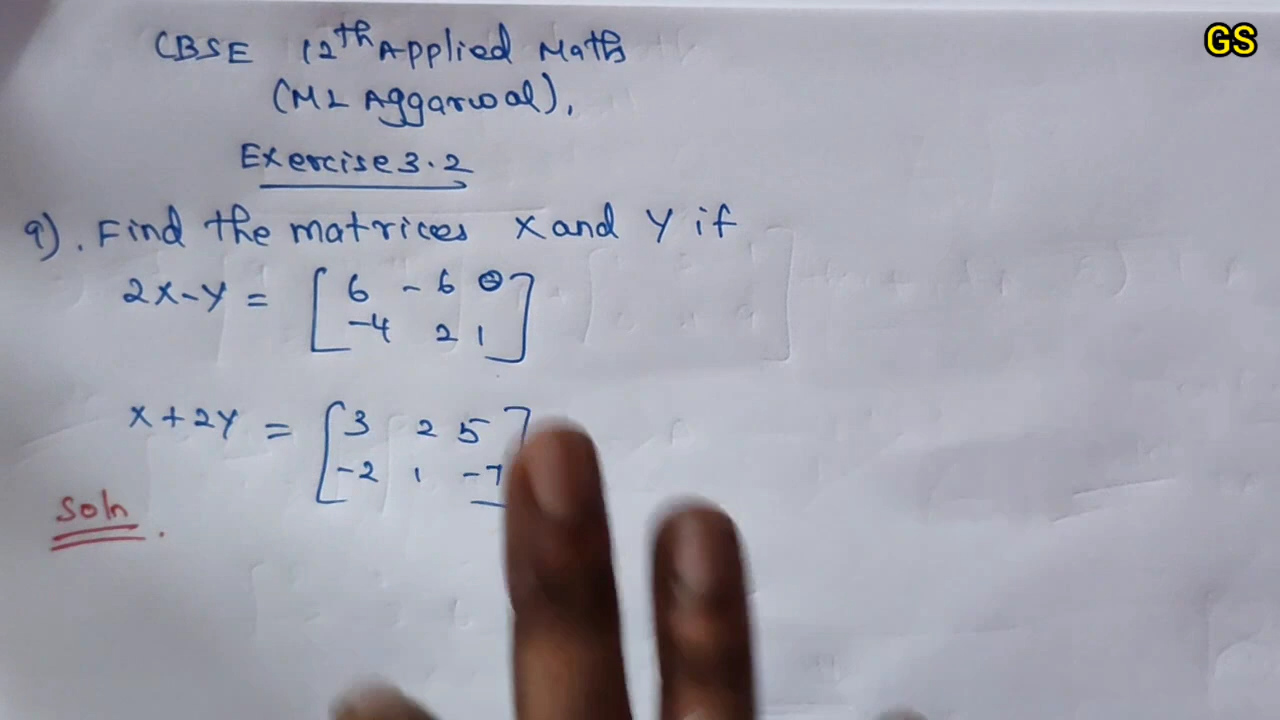 GS
CBSE 12th Applied Math
(ML Aggarwal),
Exercise 3.2
9). Find the matrices X and Y if
2X-Y = [ 6 -6 0
-4 2 1 ]
X+2Y = [ 3 2 5
-2 1 -7 ]
Soln.